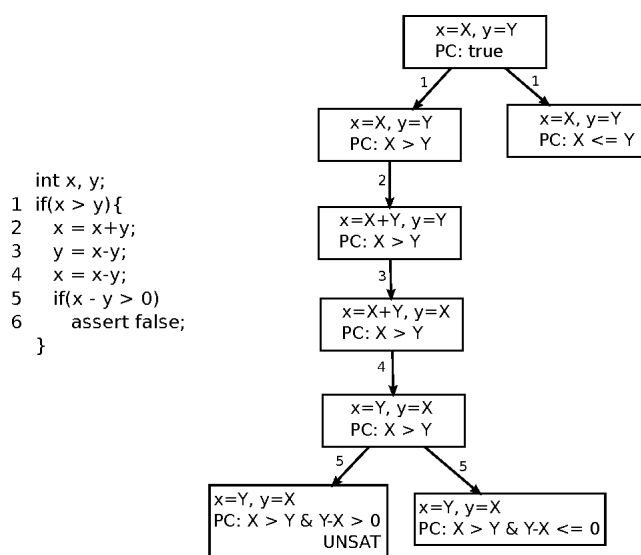 int x, y;
1 if(x > y){
2 x = x+y;
3 y = x-y;
4 x = x-y;
5 if(x - y > 0)
6 assert false;
}
x=X, y=Y
PC: true
1
1
x=X, y=Y
PC: X > Y
x=X, y=Y
PC: X <= Y
2
x=X+Y, y=Y
PC: X > Y
3
x=X+Y, y=X
PC: X > Y
4
x=Y, y=X
PC: X > Y
5
5
x=Y, y=X
PC: X > Y & Y-X > 0
UNSAT
x=Y, y=X
PC: X > Y & Y-X <= 0